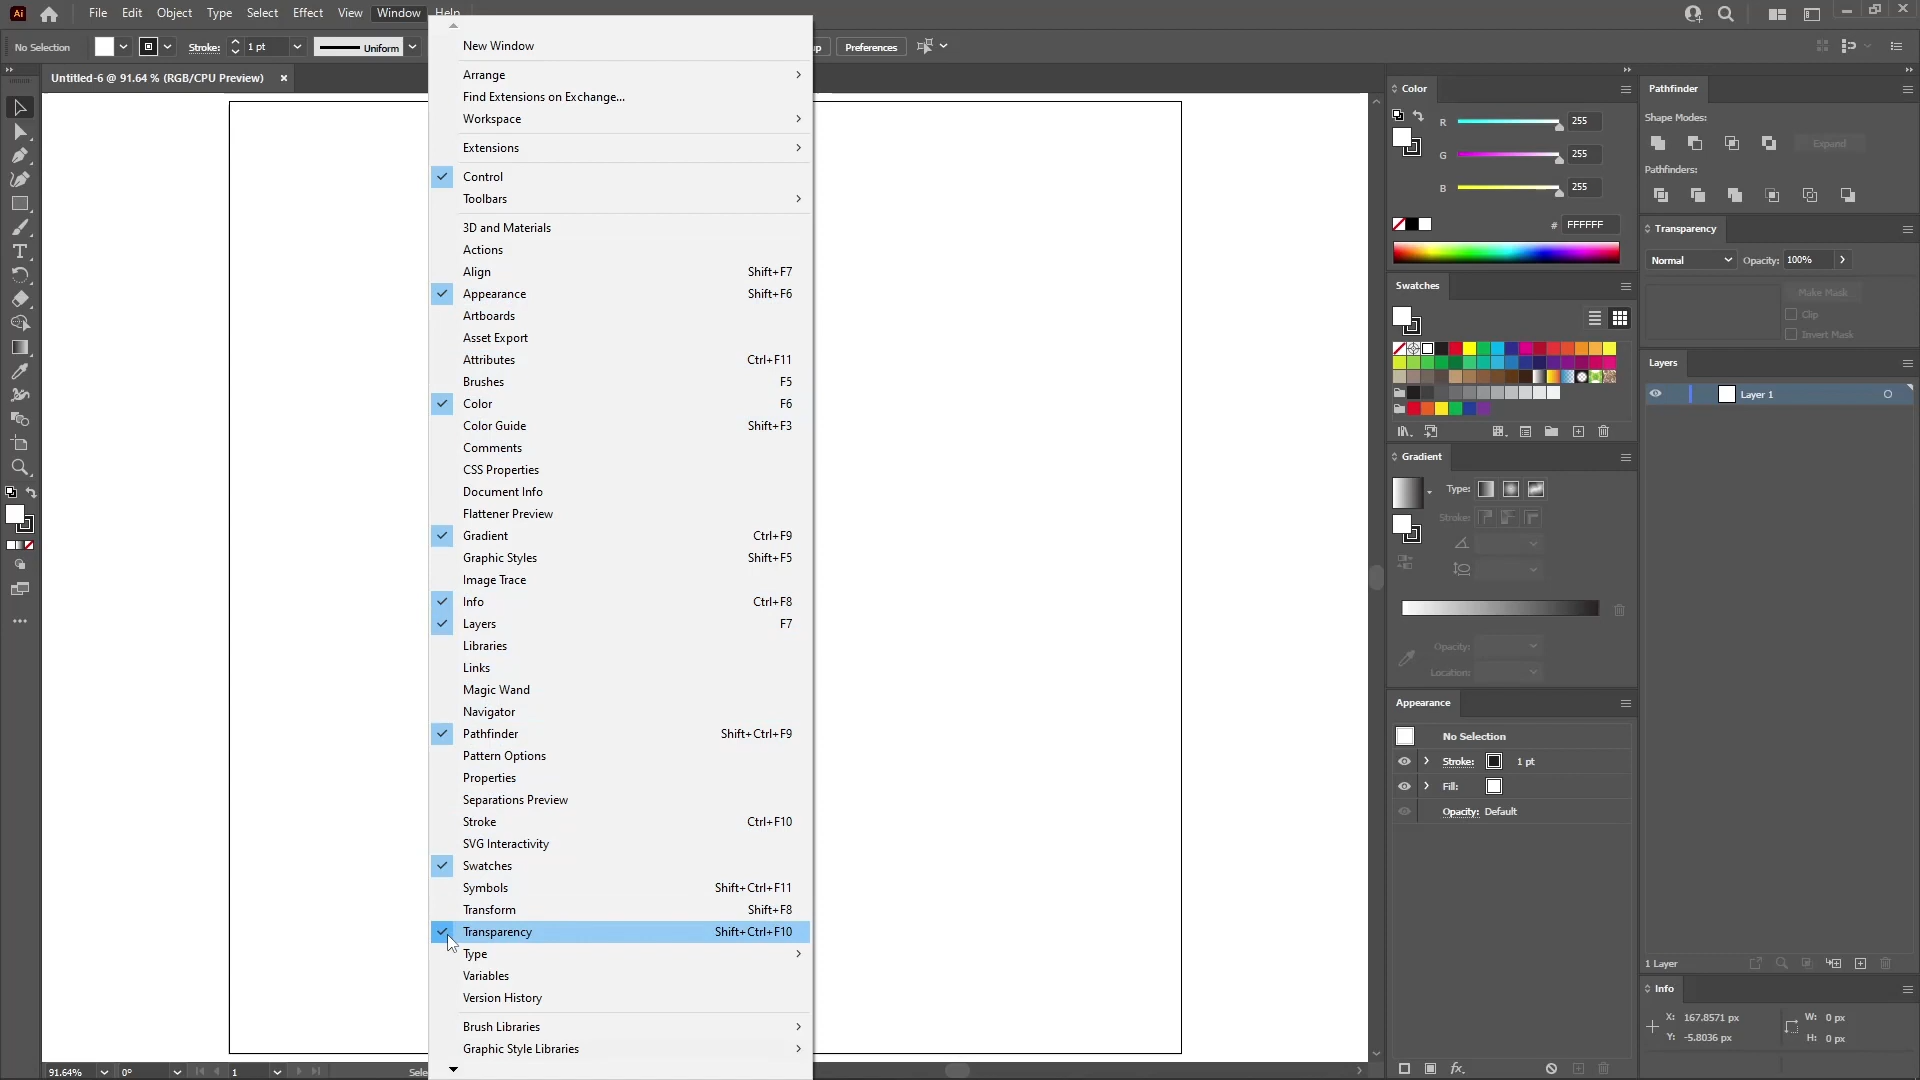 Ai File Edit Object Type Select Effect View Window Help
No Selection Stroke: 1 pt Uniform Preferences
Untitled-6 @ 91.64 % (RGB/CPU Preview) ×
New Window
Arrange
Find Extensions on Exchange...
Workspace
Extensions
Control
Toolbars
3D and Materials
Actions
Align Shift+F7
Appearance Shift+F6
Artboards
Asset Export
Attributes Ctrl+F11
Brushes F5
Color F6
Color Guide Shift+F3
Comments
CSS Properties
Document Info
Flattener Preview
Gradient Ctrl+F9
Graphic Styles Shift+F5
Image Trace
Info Ctrl+F8
Layers F7
Libraries
Links
Magic Wand
Navigator
Pathfinder Shift+Ctrl+F9
Pattern Options
Properties
Separations Preview
Stroke Ctrl+F10
SVG Interactivity
Swatches
Symbols Shift+Ctrl+F11
Transform Shift+F8
Transparency Shift+Ctrl+F10
Type
Variables
Version History
Brush Libraries
Graphic Style Libraries
Color
R 255
G 255
B 255
# FFFFFF
Swatches
Gradient
Type:
Stroke:
Opacity:
Location:
Appearance
No Selection
Stroke: 1 pt
Fill:
Opacity: Default
fx
Pathfinder
Shape Modes:
Expand
Pathfinders:
Transparency
Normal Opacity: 100%
Make Mask
Clip
Invert Mask
Layers
Layer 1
1 Layer
Info
X: 167.8571 px W: 0 px
Y: -5.8036 px H: 0 px
91.64% 0° 1